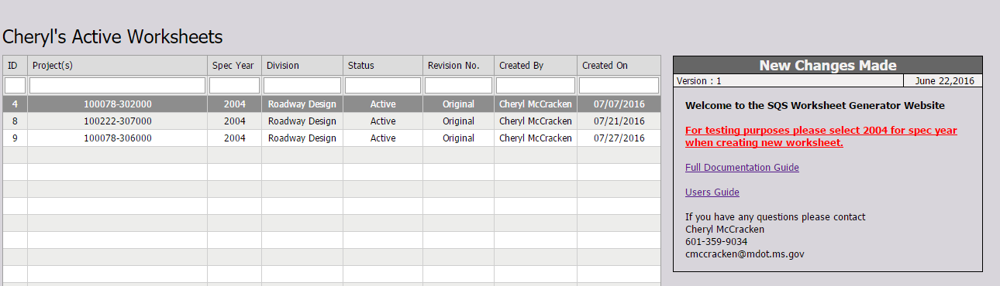 Cheryl's Active Worksheets
ID Project(s) Spec Year Division Status Revision No. Created By Created On
4 100078-302000 2004 Roadway Design Active Original Cheryl McCracken 07/07/2016
8 100222-307000 2004 Roadway Design Active Original Cheryl McCracken 07/21/2016
9 100078-306000 2004 Roadway Design Active Original Cheryl McCracken 07/27/2016
New Changes Made
Version : 1 June 22,2016
Welcome to the SQS Worksheet Generator Website
For testing purposes please select 2004 for spec year
when creating new worksheet.
Full Documentation Guide
Users Guide
If you have any questions please contact
Cheryl McCracken
601-359-9034
cmccracken@mdot.ms.gov